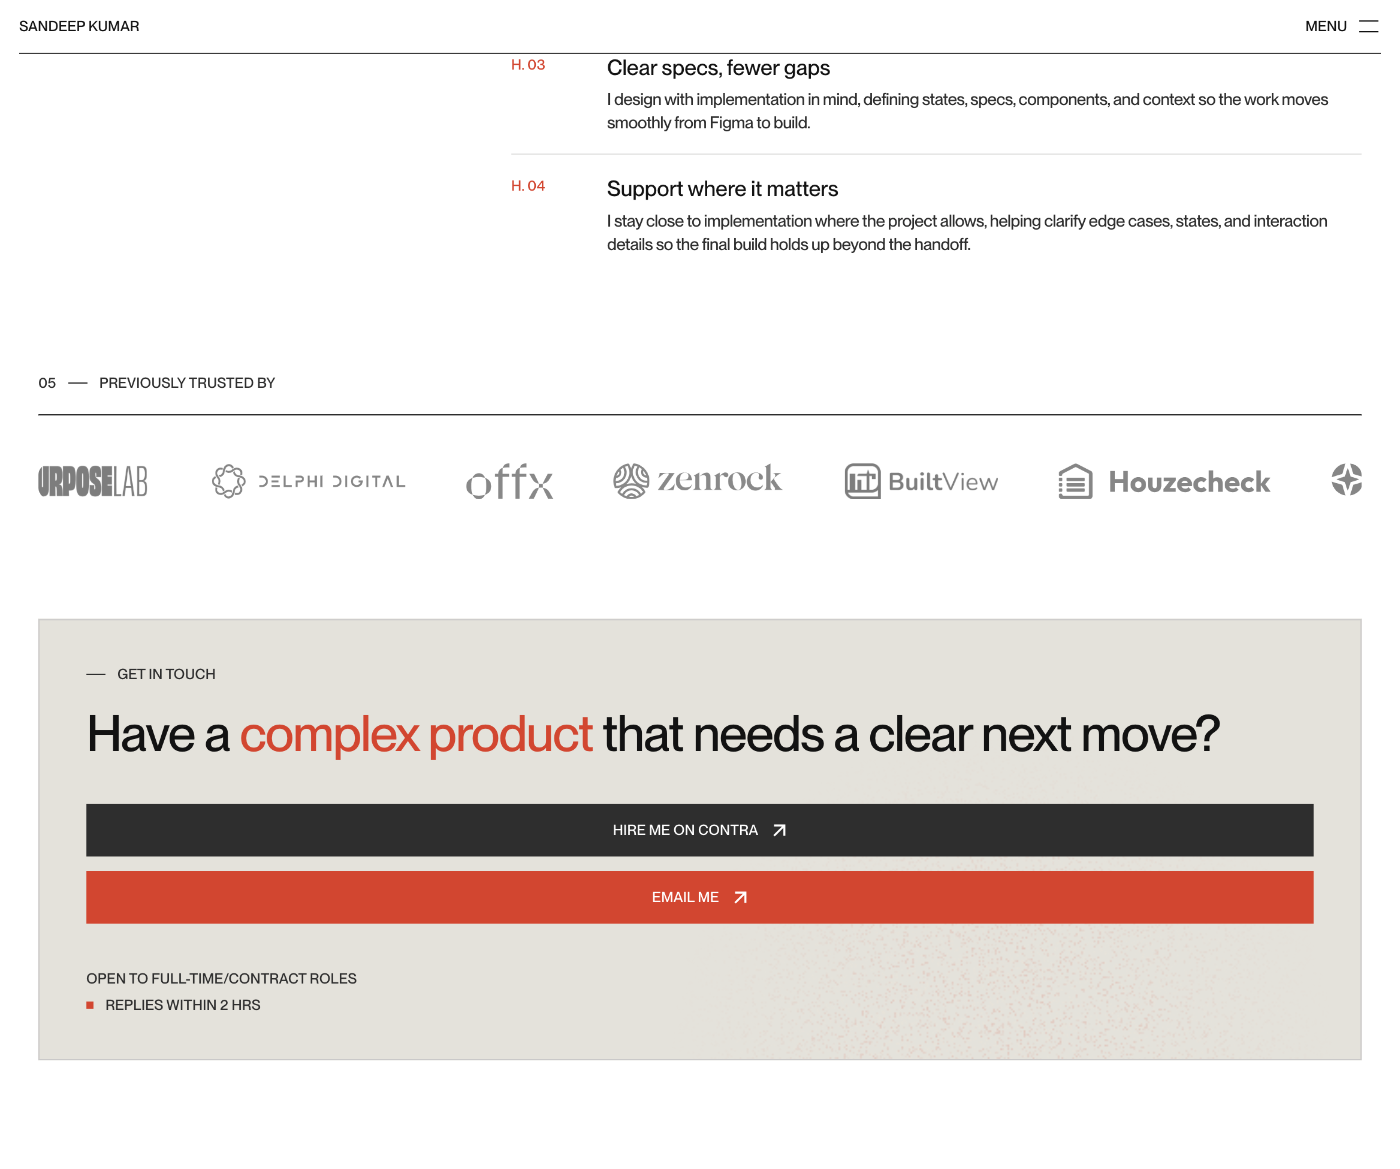 SANDEEP KUMAR
MENU
H. 03
Clear specs, fewer gaps
I design with implementation in mind, defining states, specs, components, and context so the work moves
smoothly from Figma to build.
H. 04
Support where it matters
I stay close to implementation where the project allows, helping clarify edge cases, states, and interaction
details so the final build holds up beyond the handoff.
05 — PREVIOUSLY TRUSTED BY
URPOSELAB DELPHI DIGITAL offx zenrock BuiltView Houzecheck
— GET IN TOUCH
Have a complex product that needs a clear next move?
HIRE ME ON CONTRA
EMAIL ME
OPEN TO FULL-TIME/CONTRACT ROLES
REPLIES WITHIN 2 HRS